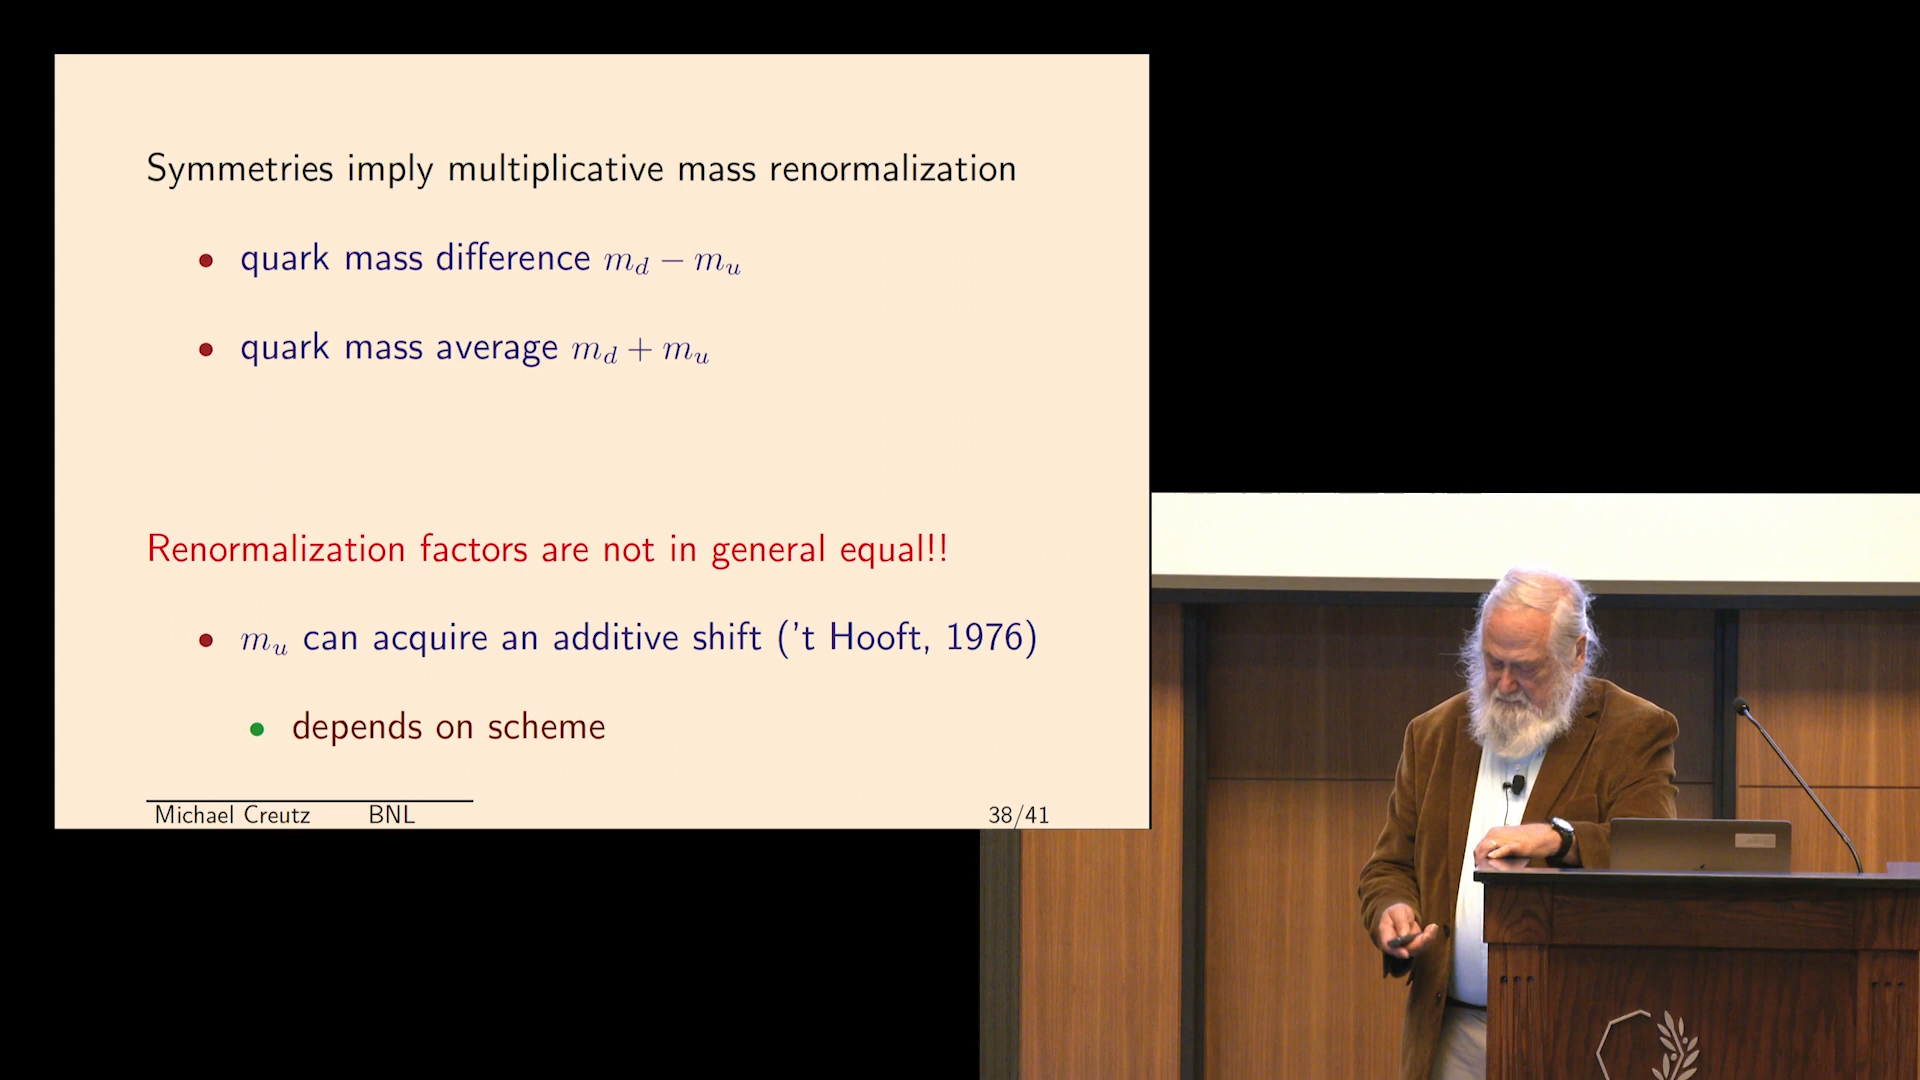 Symmetries imply multiplicative mass renormalization
• quark mass difference m_d − m_u
• quark mass average m_d + m_u
Renormalization factors are not in general equal!!
• m_u can acquire an additive shift ('t Hooft, 1976)
• depends on scheme
Michael Creutz BNL 38/41